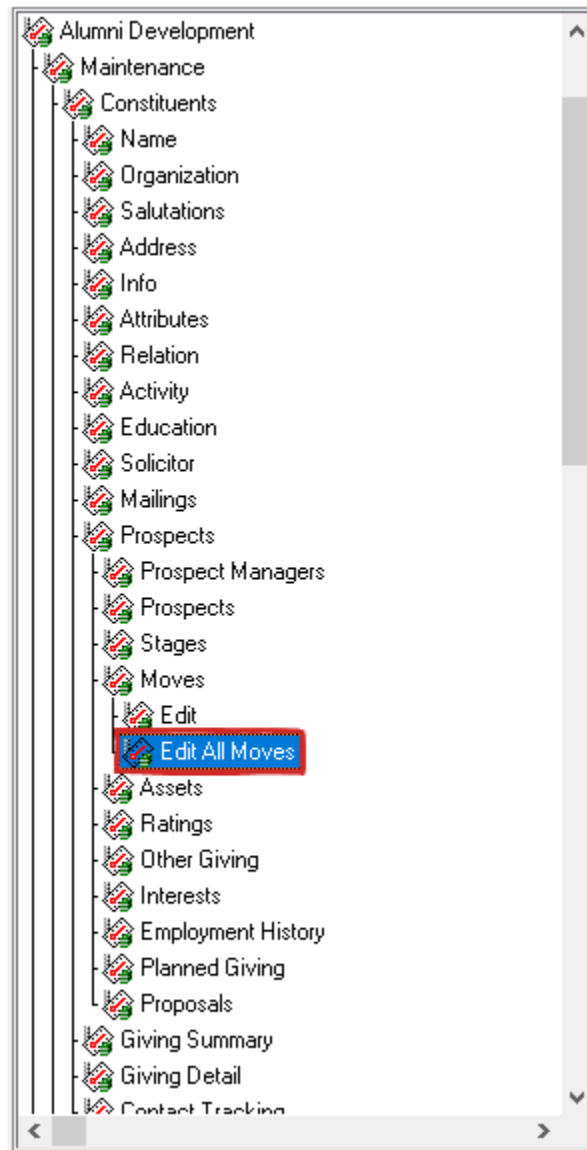 Alumni Development
Maintenance
Constituents
Name
Organization
Salutations
Address
Info
Attributes
Relation
Activity
Education
Solicitor
Mailings
Prospects
Prospect Managers
Prospects
Stages
Moves
Edit
Edit All Moves
Assets
Ratings
Other Giving
Interests
Employment History
Planned Giving
Proposals
Giving Summary
Giving Detail
Contact Tracking